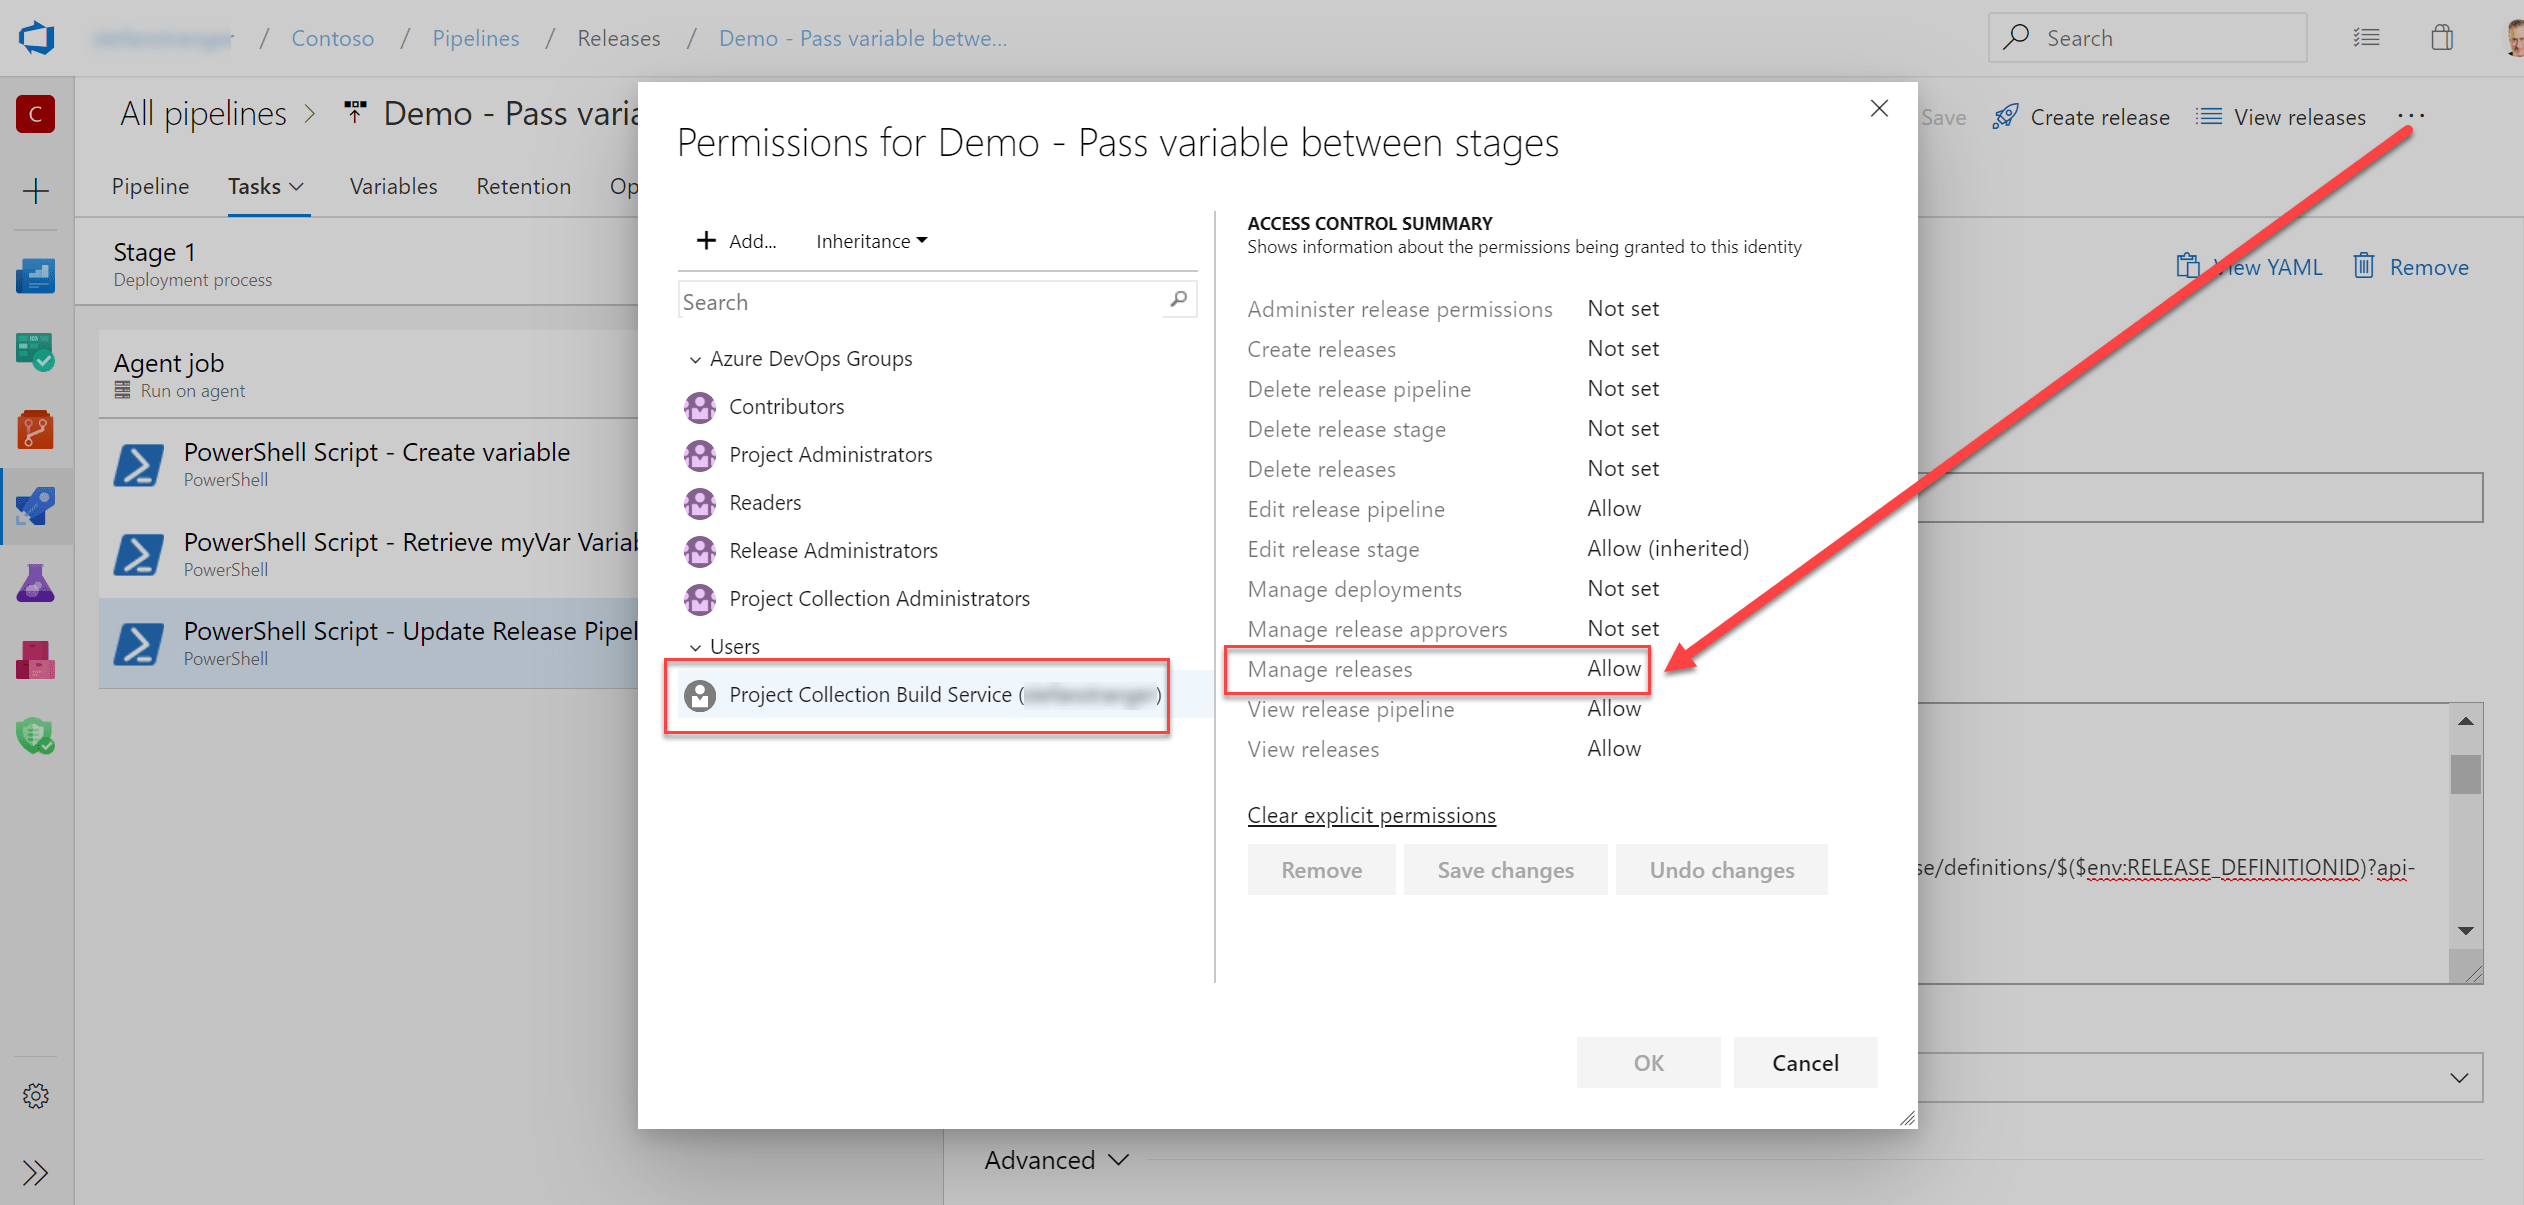 / Contoso / Pipelines / Releases / Demo - Pass variable betwe...
Search
C
All pipelines > Demo - Pass varia
Save Create release View releases ...
Pipeline Tasks Variables Retention Op
Stage 1
Deployment process
View YAML Remove
Agent job
Run on agent
PowerShell Script - Create variable
PowerShell
PowerShell Script - Retrieve myVar Variab
PowerShell
PowerShell Script - Update Release Pipel
PowerShell
Permissions for Demo - Pass variable between stages
+ Add... Inheritance
Search
Azure DevOps Groups
Contributors
Project Administrators
Readers
Release Administrators
Project Collection Administrators
Users
Project Collection Build Service ( )
ACCESS CONTROL SUMMARY
Shows information about the permissions being granted to this identity
Administer release permissions Not set
Create releases Not set
Delete release pipeline Not set
Delete release stage Not set
Delete releases Not set
Edit release pipeline Allow
Edit release stage Allow (inherited)
Manage deployments Not set
Manage release approvers Not set
Manage releases Allow
View release pipeline Allow
View releases Allow
Clear explicit permissions
Remove Save changes Undo changes
se/definitions/$($env:RELEASE_DEFINITIONID)?api-
OK Cancel
Advanced